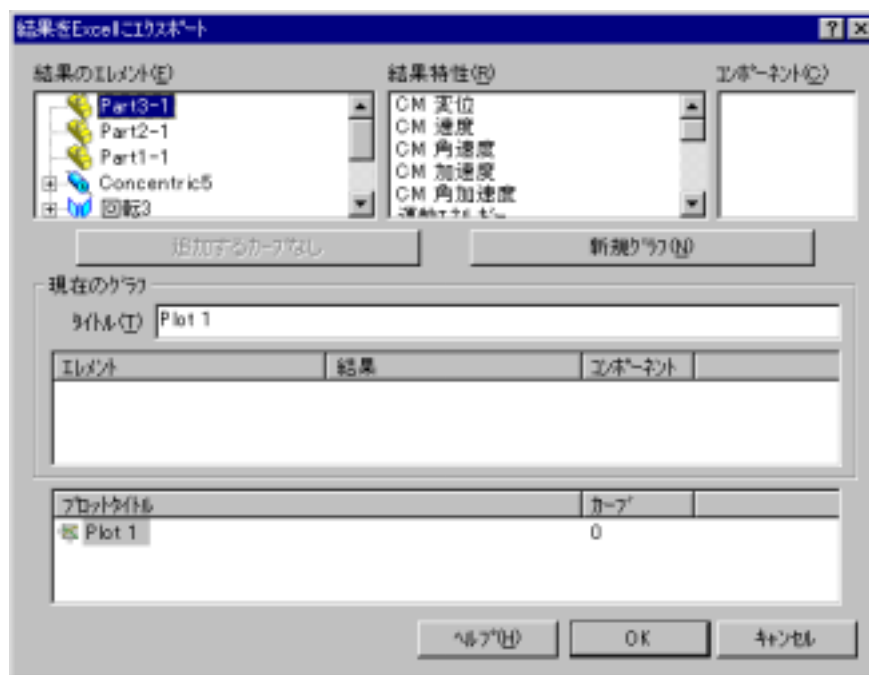 結果をExcelにエクスポート
結果のエレメント(E)
結果特性(R)
コンポーネント(C)
Part3-1
Part2-1
Part1-1
Concentric5
回転3
CM 変位
CM 速度
CM 角速度
CM 加速度
CM 角加速度
追加するカーブなし
新規グラフ(N)
現在のグラフ
タイトル(T) Plot 1
エレメント 結果 コンポーネント
プロットタイトル カーブ
Plot 1 0
ヘルプ(H) OK キャンセル